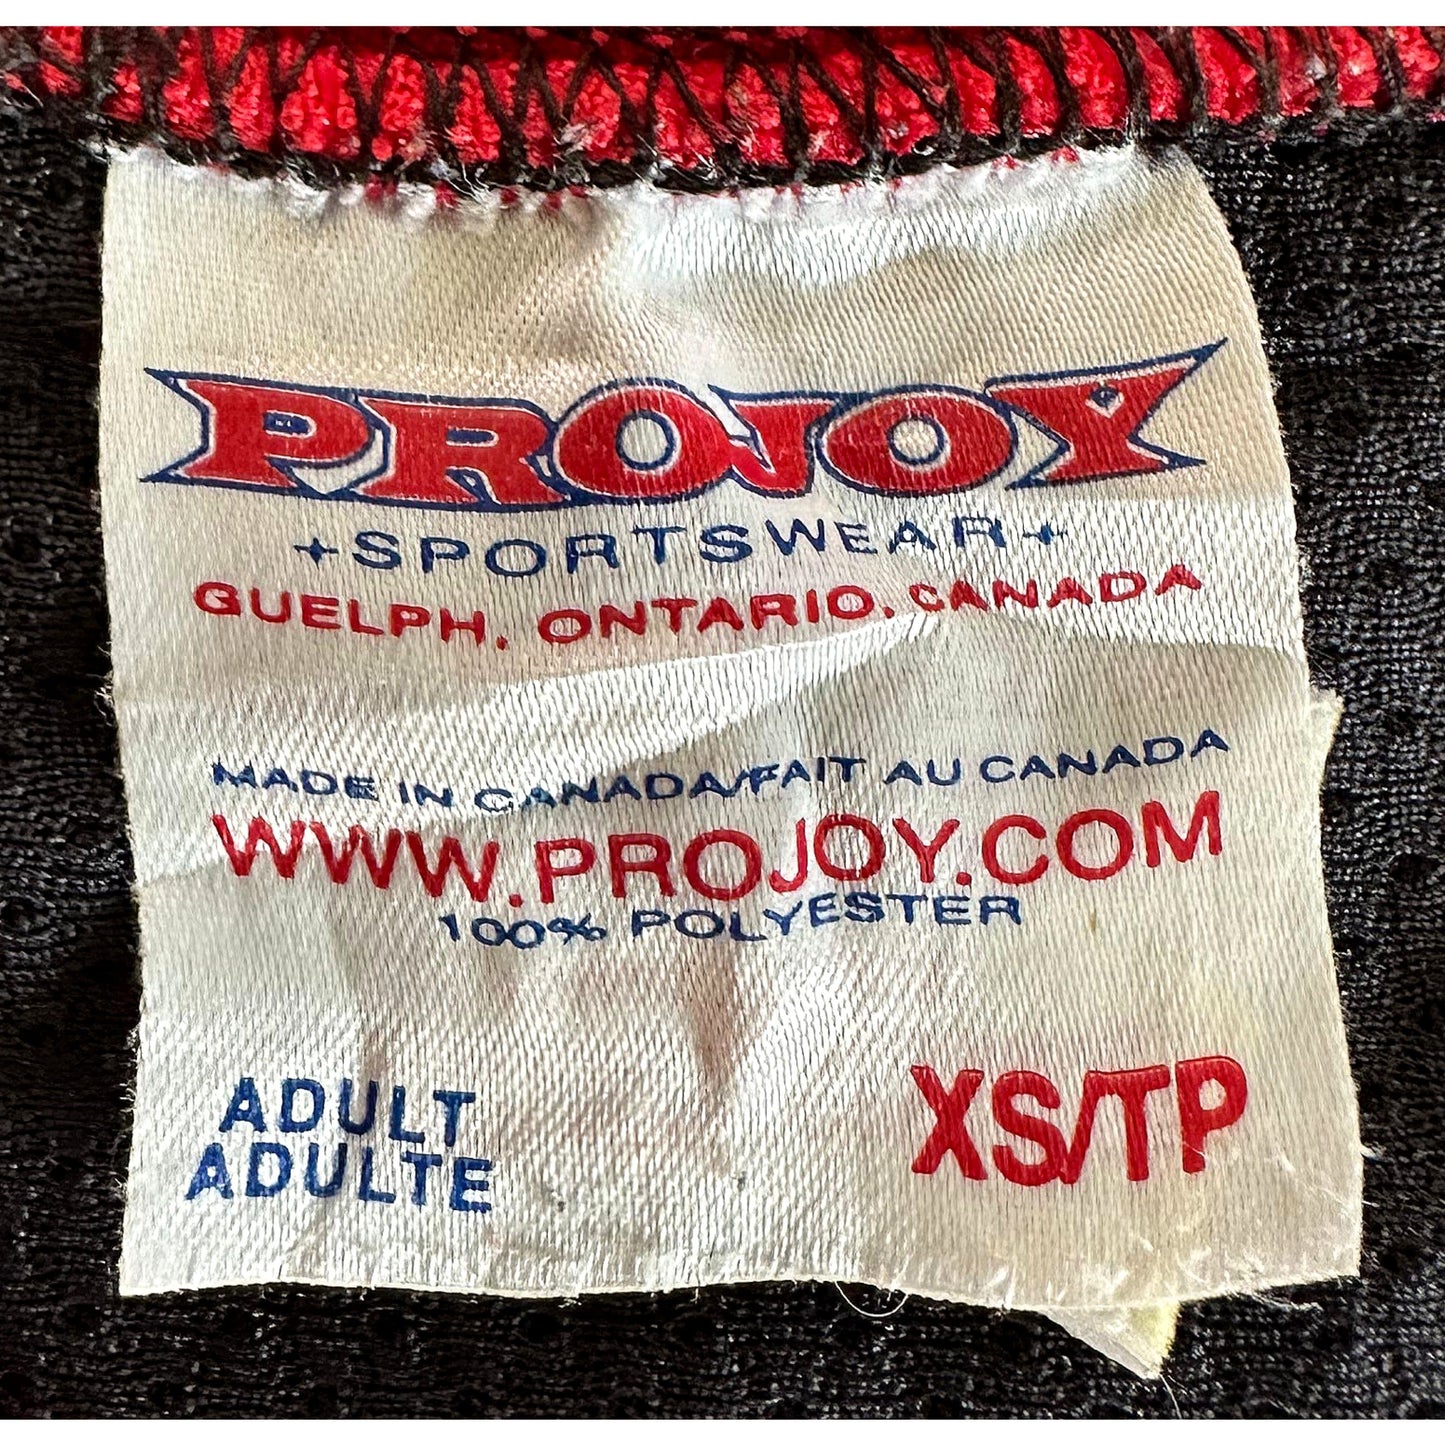 PROJOY
+SPORTSWEAR+
GUELPH, ONTARIO, CANADA
MADE IN CANADA/FAIT AU CANADA
WWW.PROJOY.COM
100% POLYESTER
ADULT
ADULTE
XS/TP